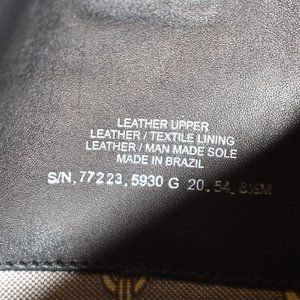 LEATHER UPPER
LEATHER / TEXTILE LINING
LEATHER / MAN MADE SOLE
MADE IN BRAZIL
S/N. 77223.5930 G 20.54.